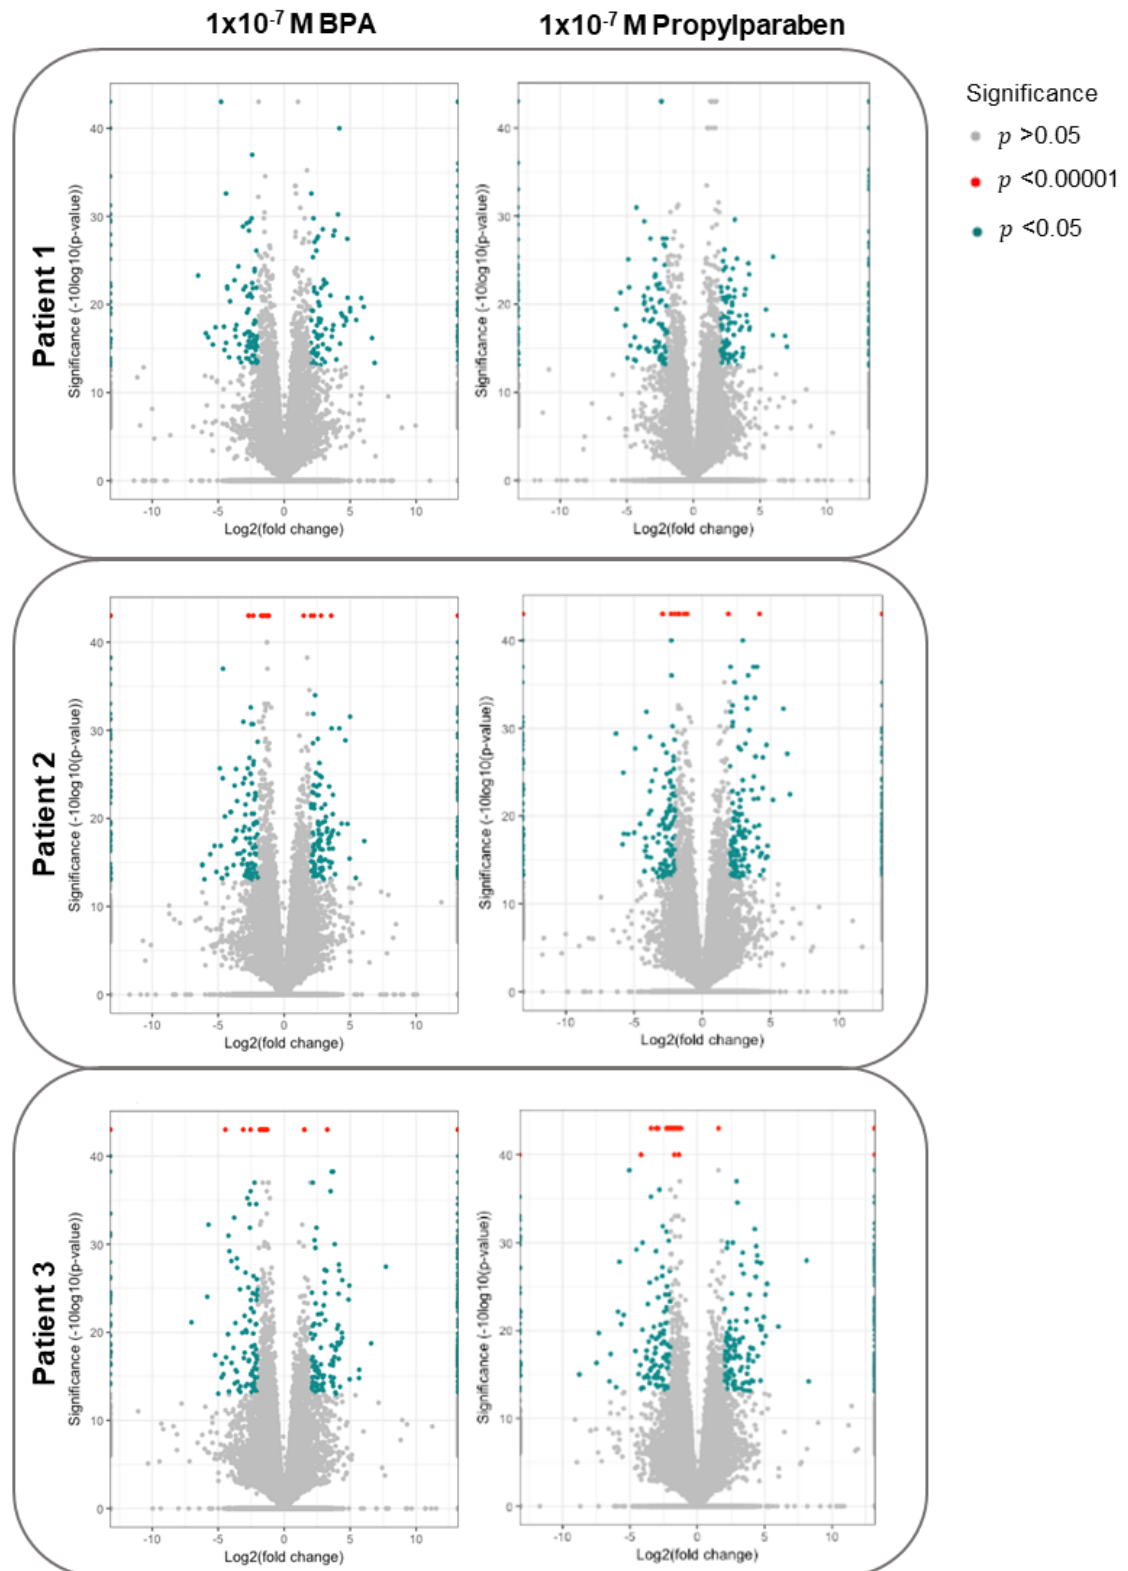 1x10⁻⁷ M BPA
1x10⁻⁷ M Propylparaben
Significance
p >0.05
p <0.00001
p <0.05
Patient 1
Significance (-10log10(p-value))
40
30
20
10
0
-10 -5 0 5 10
Log2(fold change)
Significance (-10log10(p-value))
40
30
20
10
0
-10 -5 0 5 10
Log2(fold change)
Patient 2
Significance (-10log10(p-value))
40
30
20
10
0
-10 -5 0 5 10
Log2(fold change)
Significance (-10log10(p-value))
40
30
20
10
0
-10 -5 0 5 10
Log2(fold change)
Patient 3
Significance (-10log10(p-value))
40
30
20
10
0
-10 -5 0 5 10
Log2(fold change)
Significance (-10log10(p-value))
40
30
20
10
0
-10 -5 0 5 10
Log2(fold change)